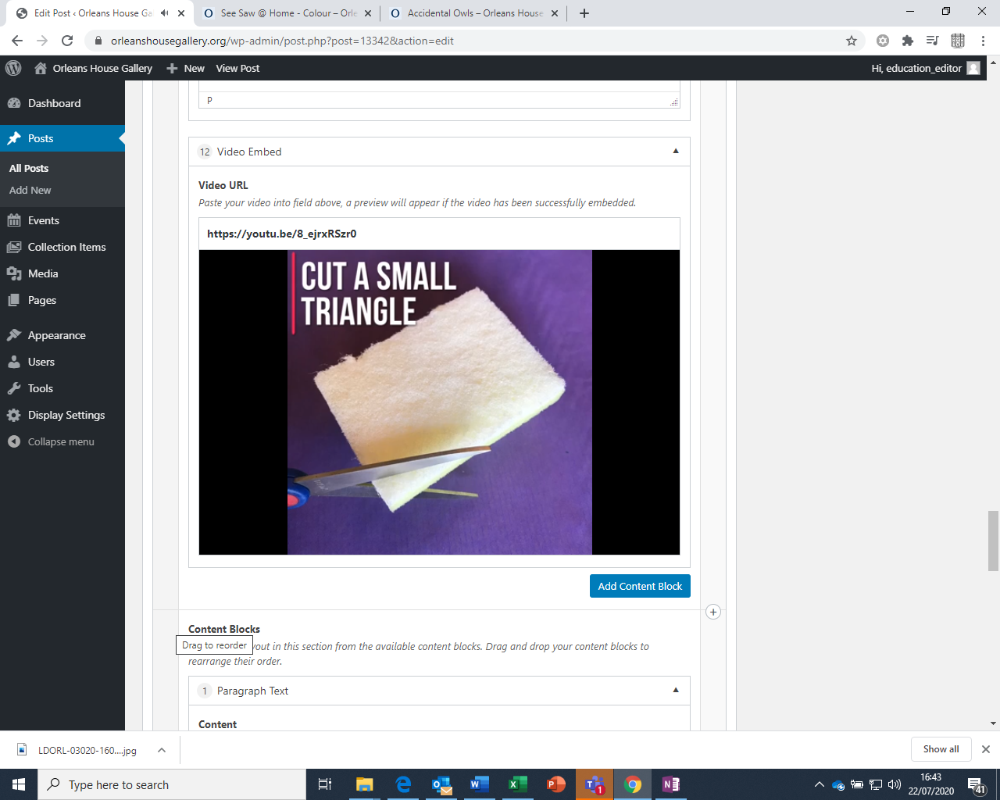 Edit Post ‹ Orleans House Ga
See Saw @ Home - Colour – Orle
Accidental Owls – Orleans House
orleanshousegallery.org/wp-admin/post.php?post=13342&action=edit
Orleans House Gallery
New
View Post
Hi, education_editor
Dashboard
Posts
All Posts
Add New
Events
Collection Items
Media
Pages
Appearance
Users
Tools
Display Settings
Collapse menu
P
12 Video Embed
Video URL
Paste your video into field above, a preview will appear if the video has been successfully embedded.
https://youtu.be/8_ejrxRSzr0
CUT A SMALL
TRIANGLE
Add Content Block
Content Blocks
Drag to reorder
yout in this section from the available content blocks. Drag and drop your content blocks to
rearrange their order.
1 Paragraph Text
Content
LDORL-03020-160....jpg
Show all
Type here to search
1
16:43
22/07/2020
41